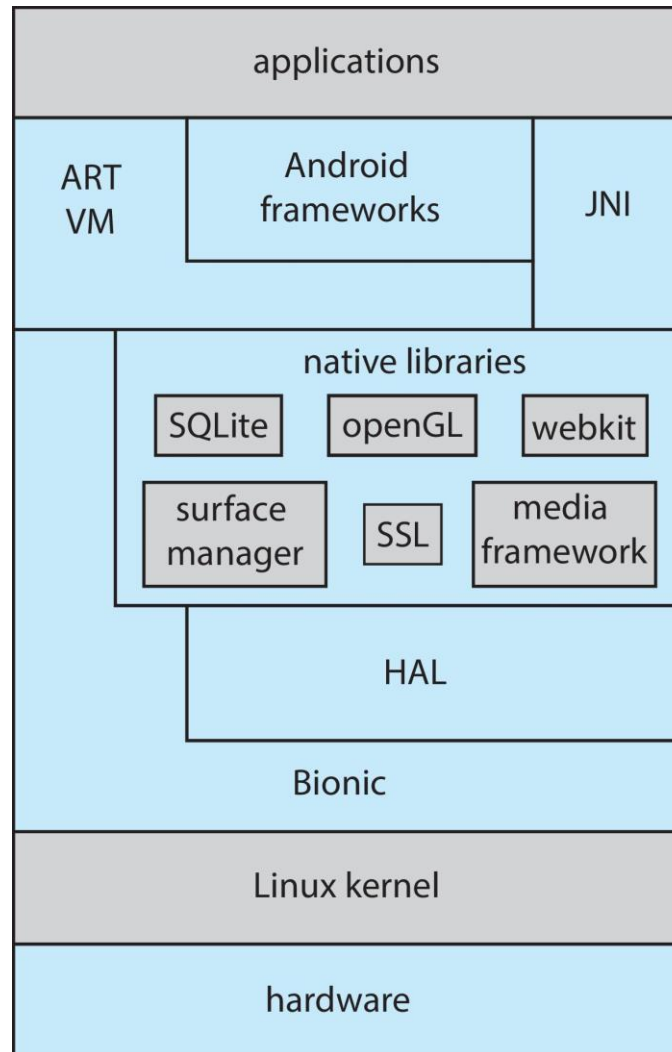 applications
ART
VM
Android
frameworks
JNI
native libraries
SQLite
openGL
webkit
surface
manager
SSL
media
framework
HAL
Bionic
Linux kernel
hardware